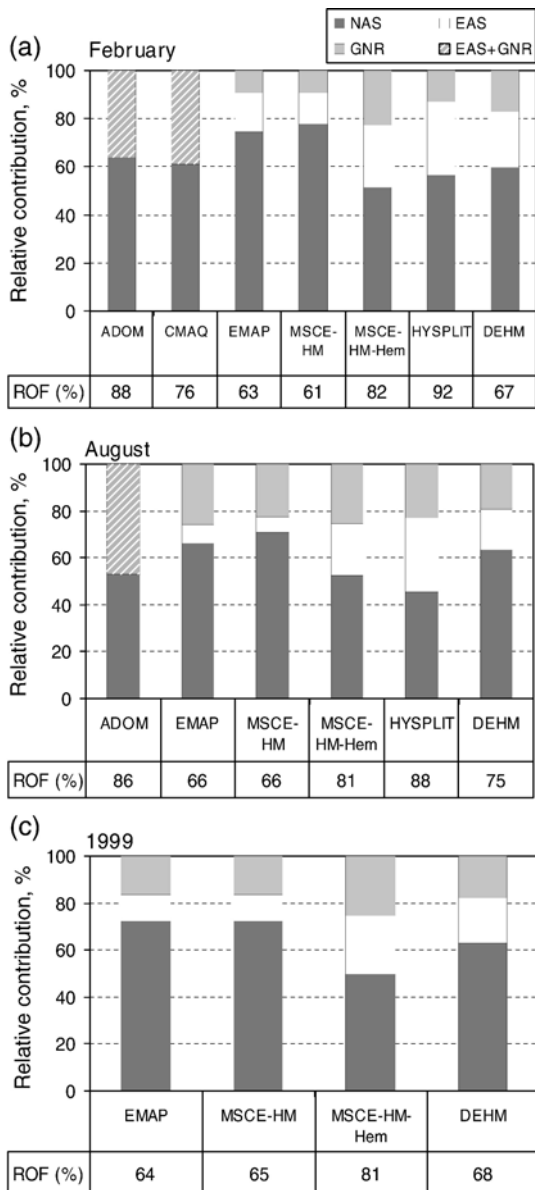 (a) February
NAS EAS
GNR EAS+GNR
Relative contribution, %
100
80
60
40
20
0
ADOM CMAQ EMAP MSCE-HM MSCE-HM-Hem HYSPLIT DEHM
ROF (%) 88 76 63 61 82 92 67
(b) August
Relative contribution, %
100
80
60
40
20
0
ADOM EMAP MSCE-HM MSCE-HM-Hem HYSPLIT DEHM
ROF (%) 86 66 66 81 88 75
(c) 1999
Relative contribution, %
100
80
60
40
20
0
EMAP MSCE-HM MSCE-HM-Hem DEHM
ROF (%) 64 65 81 68